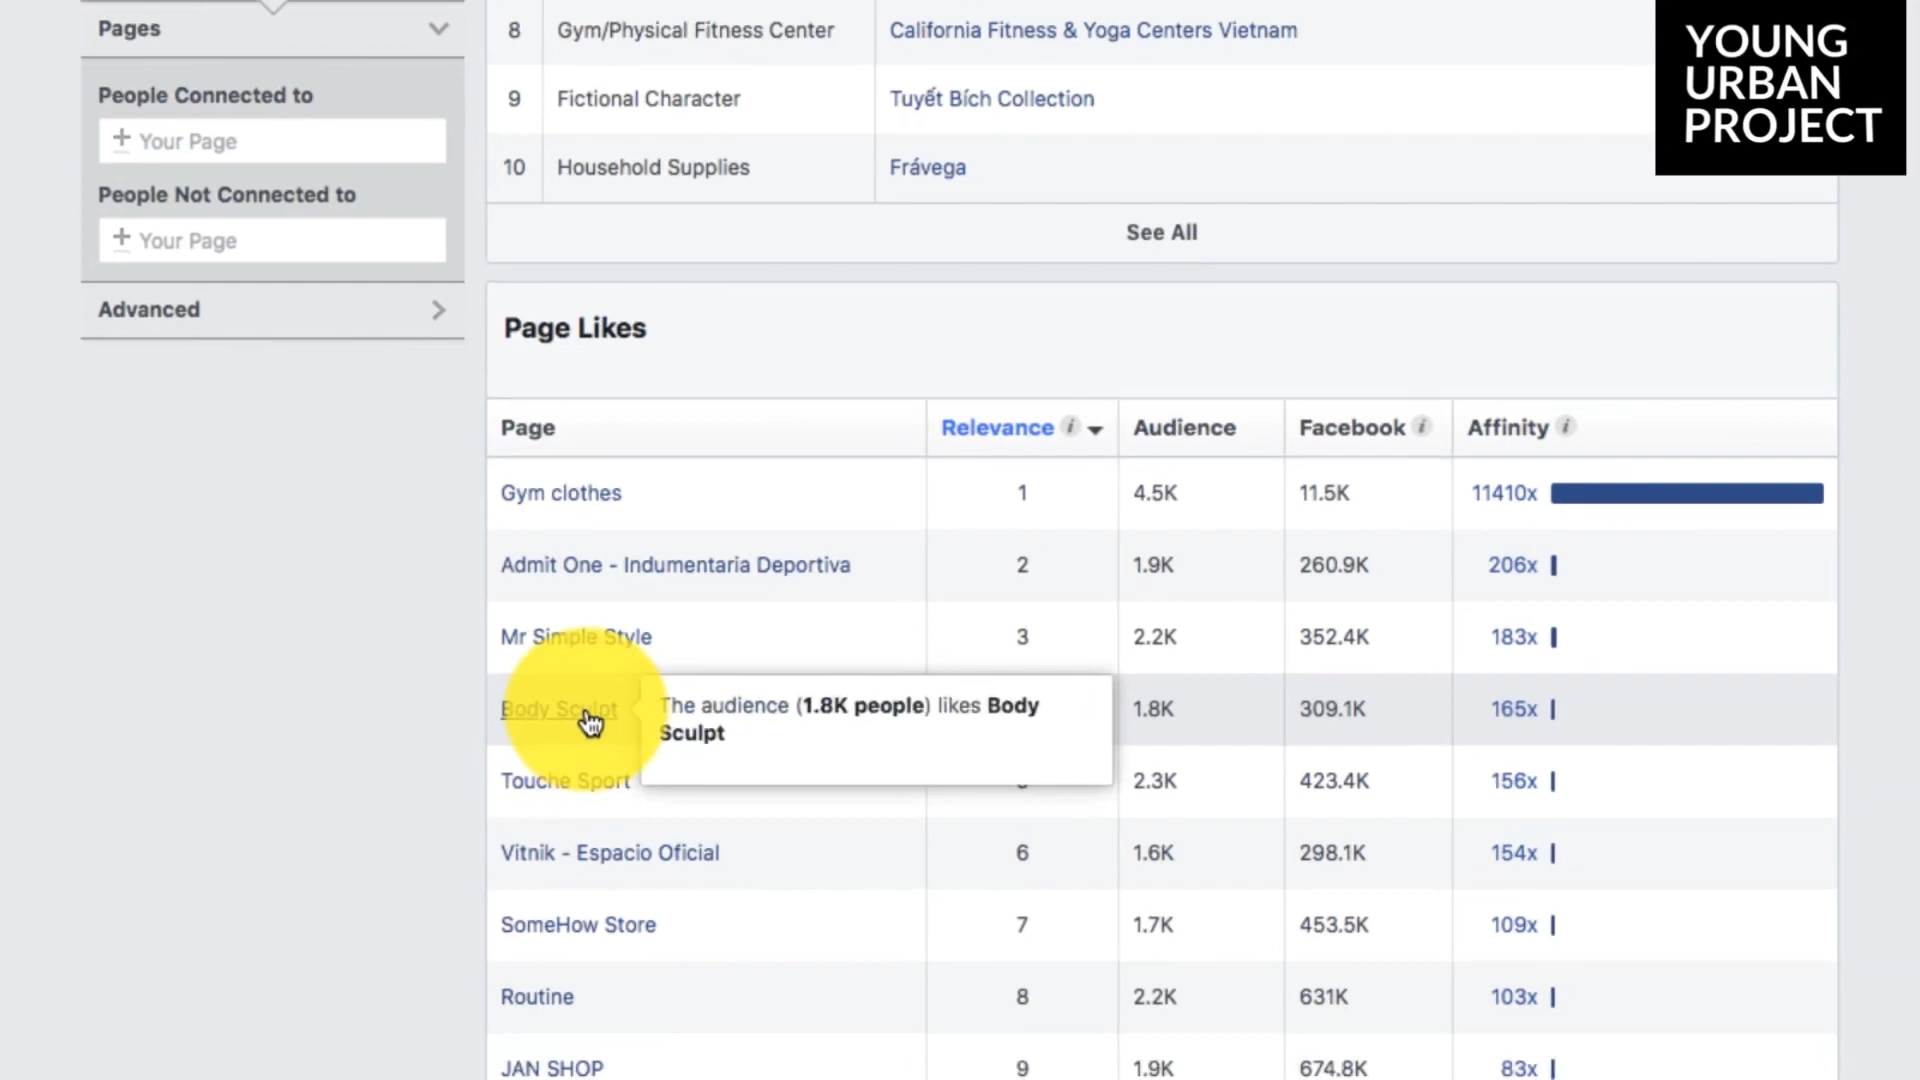 Pages
People Connected to
+ Your Page
People Not Connected to
+ Your Page
Advanced
8 Gym/Physical Fitness Center California Fitness & Yoga Centers Vietnam
9 Fictional Character Tuyết Bích Collection
10 Household Supplies Frávega
See All
YOUNG
URBAN
PROJECT
Page Likes
Page Relevance i Audience Facebook i Affinity i
Gym clothes 1 4.5K 11.5K 11410x
Admit One - Indumentaria Deportiva 2 1.9K 260.9K 206x
Mr Simple Style 3 2.2K 352.4K 183x
Body Sculpt 1.8K 309.1K 165x
The audience (1.8K people) likes Body
Sculpt
Touche Sport 2.3K 423.4K 156x
Vitnik - Espacio Oficial 6 1.6K 298.1K 154x
SomeHow Store 7 1.7K 453.5K 109x
Routine 8 2.2K 631K 103x
JAN SHOP 9 1.9K 674.8K 83x